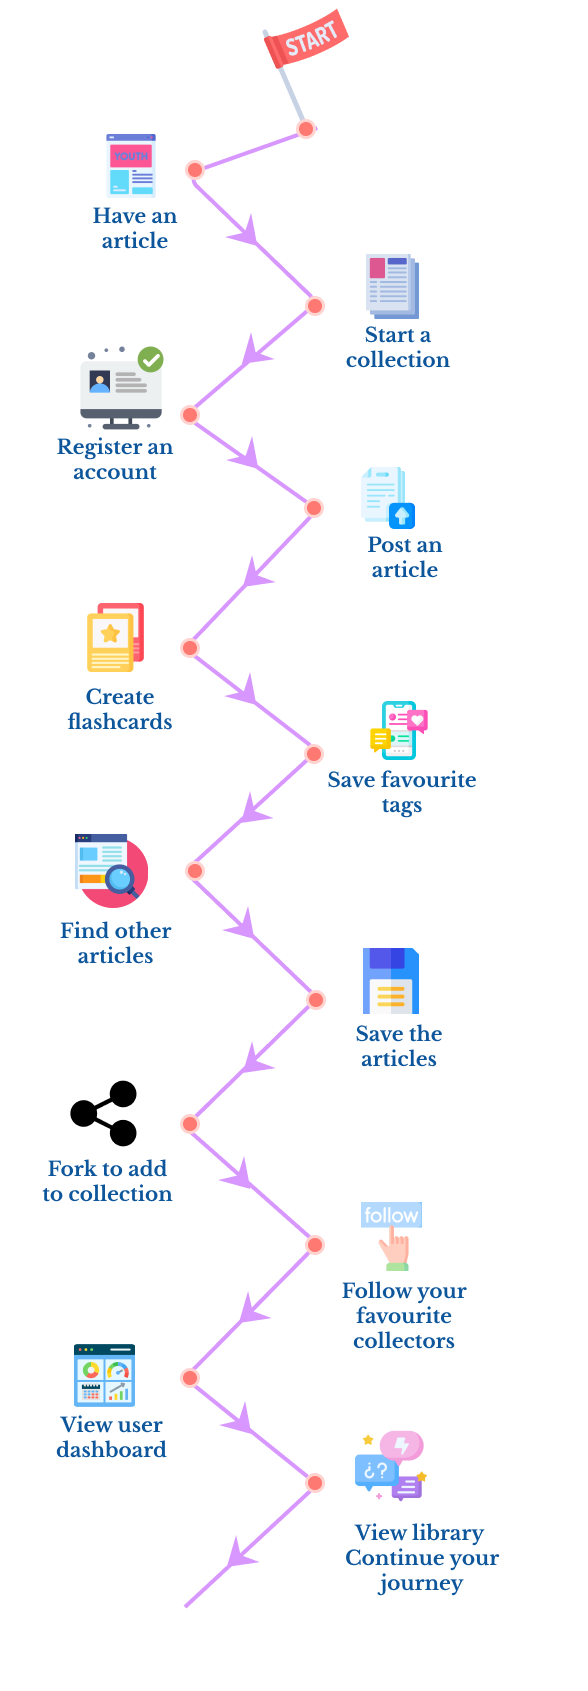 START
YOUTH
Have an
article
Start a
collection
Register an
account
Post an
article
Create
flashcards
Save favourite
tags
Find other
articles
Save the
articles
Fork to add
to collection
follow
Follow your
favourite
collectors
View user
dashboard
¿?
View library
Continue your
journey